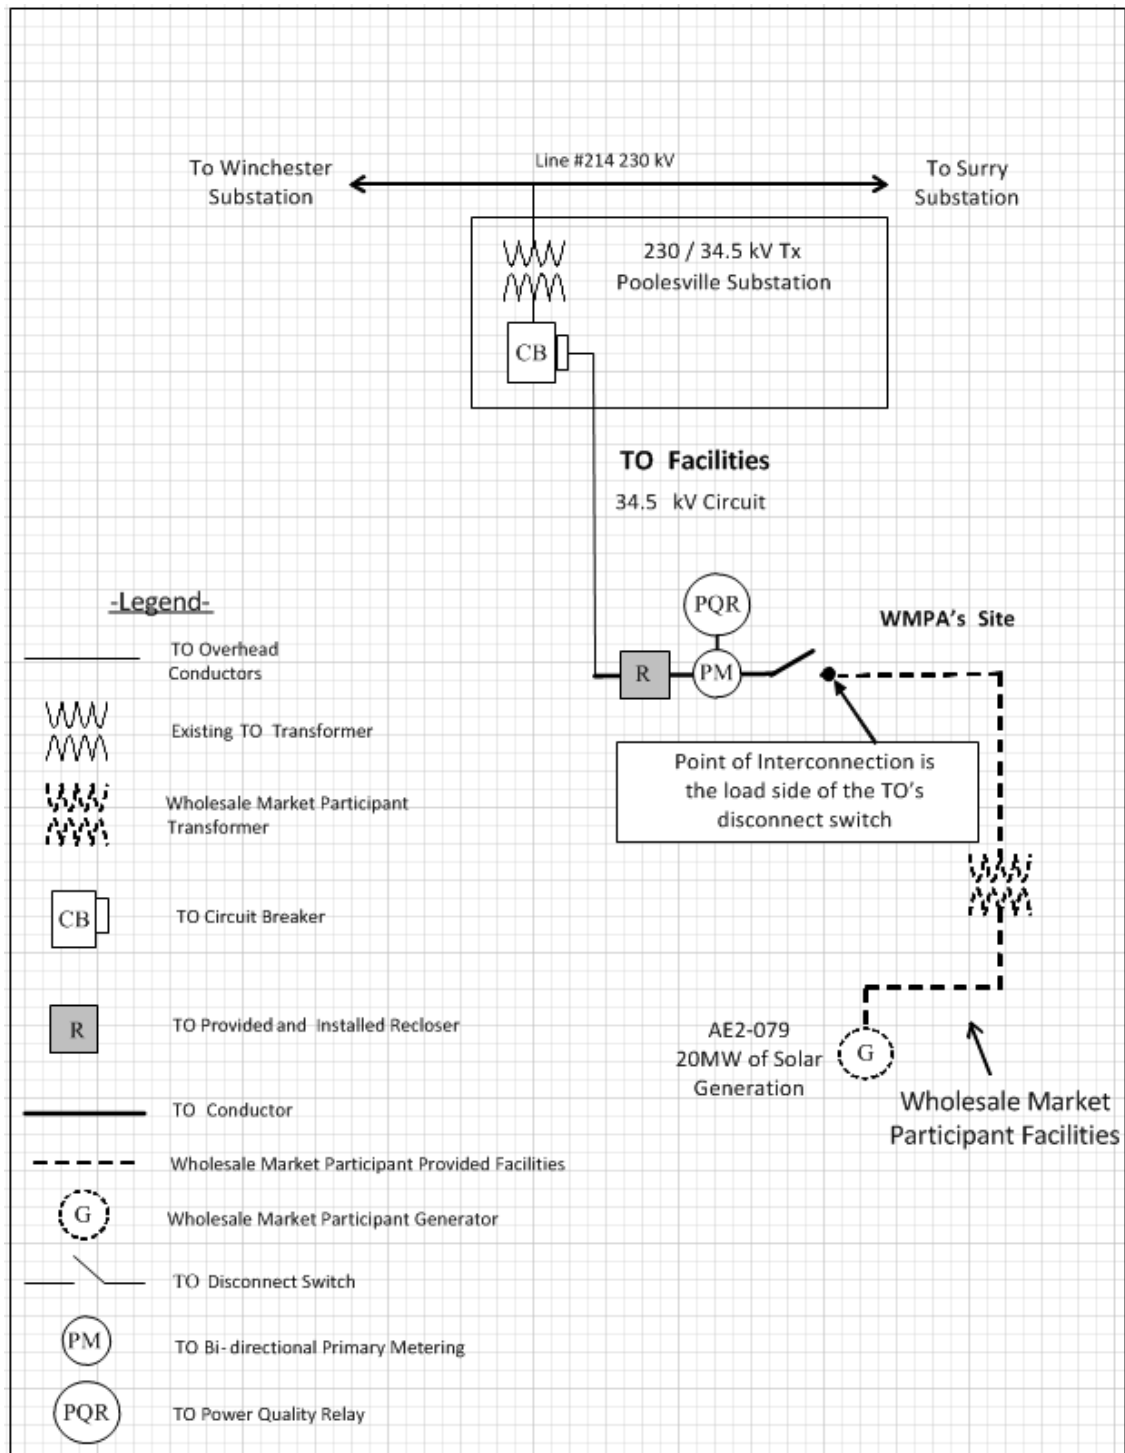 Line #214 230 kV
To Winchester
Substation
To Surry
Substation
230 / 34.5 kV Tx
Poolesville Substation
CB
TO Facilities
34.5 kV Circuit
PQR
WMPA's Site
R
PM
Point of Interconnection is
the load side of the TO's
disconnect switch
AE2-079
20MW of Solar
Generation
G
Wholesale Market
Participant Facilities
-Legend-
TO Overhead
Conductors
Existing TO Transformer
Wholesale Market Participant
Transformer
CB
TO Circuit Breaker
R
TO Provided and Installed Recloser
TO Conductor
Wholesale Market Participant Provided Facilities
G
Wholesale Market Participant Generator
TO Disconnect Switch
PM
TO Bi-directional Primary Metering
PQR
TO Power Quality Relay